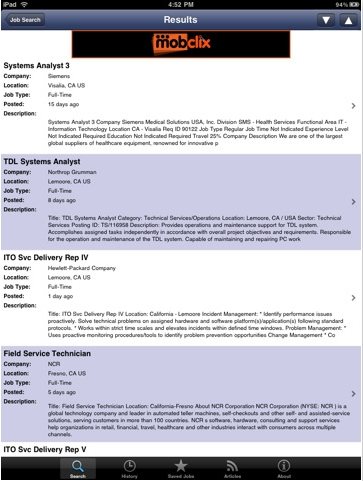 iPad 4:52 PM 94%
Job Search Results
mobclix
Systems Analyst 3
Company: Siemens
Location: Visalia, CA US
Job Type: Full-Time
Posted: 15 days ago
Description:
Systems Analyst 3 Company Siemens Medical Solutions USA, Inc. Division SMS - Health Services Functional Area IT -
Information Technology Location CA - Visalia Req ID 90122 Job Type Regular Job Time Not Indicated Experience Level
Not Indicated Required Education Not Indicated Required Travel 25% Company Description We are one of the largest
global suppliers of healthcare equipment, renowned for innovative p
TDL Systems Analyst
Company: Northrop Grumman
Location: Lemoore, CA US
Job Type: Full-Time
Posted: 8 days ago
Description:
Title: TDL Systems Analyst Category: Technical Services/Operations Location: Lemoore, CA / USA Sector: Technical
Services Posting ID: TS/116958 Description: Provides operations and maintenance support for TDL system.
Accomplishes assigned tasks independently in accordance with overall project objectives and requirements. Responsible
for the operation and maintenance of the TDL system. Capable of maintaining and repairing PC work
ITO Svc Delivery Rep IV
Company: Hewlett-Packard Company
Location: Lemoore, CA US
Job Type: Full-Time
Posted: 1 day ago
Description:
Title: ITO Svc Delivery Rep IV Location: California - Lemoore Incident Management: * Identify performance issues
proactively. Solve technical problems on assigned hardware and software platform(s)/application(s) following standard
protocols. * Works within strict time scales and elevates incidents within defined time windows. Problem Management: *
Uses proactive monitoring procedures/tools to identify problem prevention opportunities Change Management * Co
Field Service Technician
Company: NCR
Location: Fresno, CA US
Job Type: Full-Time
Posted: 5 days ago
Description:
Title: Field Service Technician Location: California-Fresno About NCR Corporation NCR Corporation (NYSE: NCR ) is a
global technology company and leader in automated teller machines, self-checkouts and other self- and assisted-service
solutions, serving customers in more than 100 countries. NCR s software, hardware, consulting and support services
help organizations in retail, financial, travel, healthcare and other industries interact with consumers across multiple
channels.
ITO Svc Delivery Rep V
Search History Saved Jobs Articles About